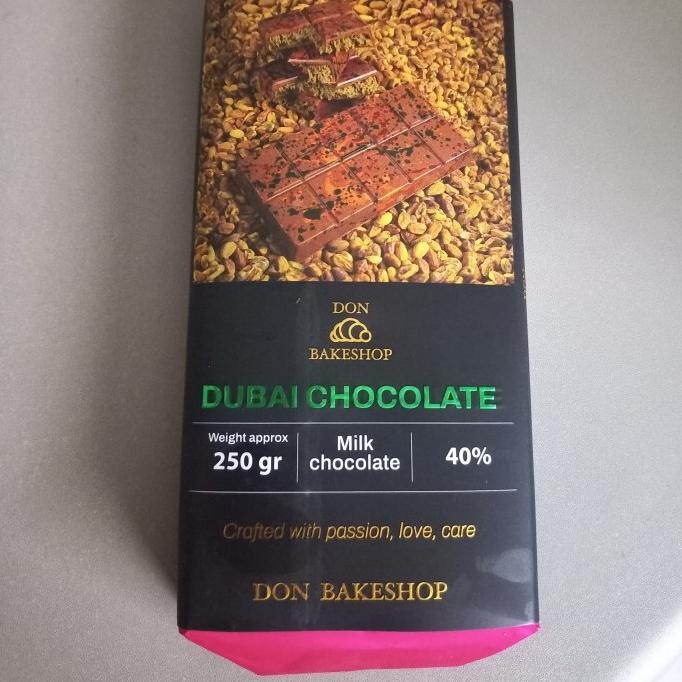 DON
BAKESHOP
DUBAI CHOCOLATE
Weight approx
250 gr
Milk
chocolate
40%
Crafted with passion, love, care
DON BAKESHOP